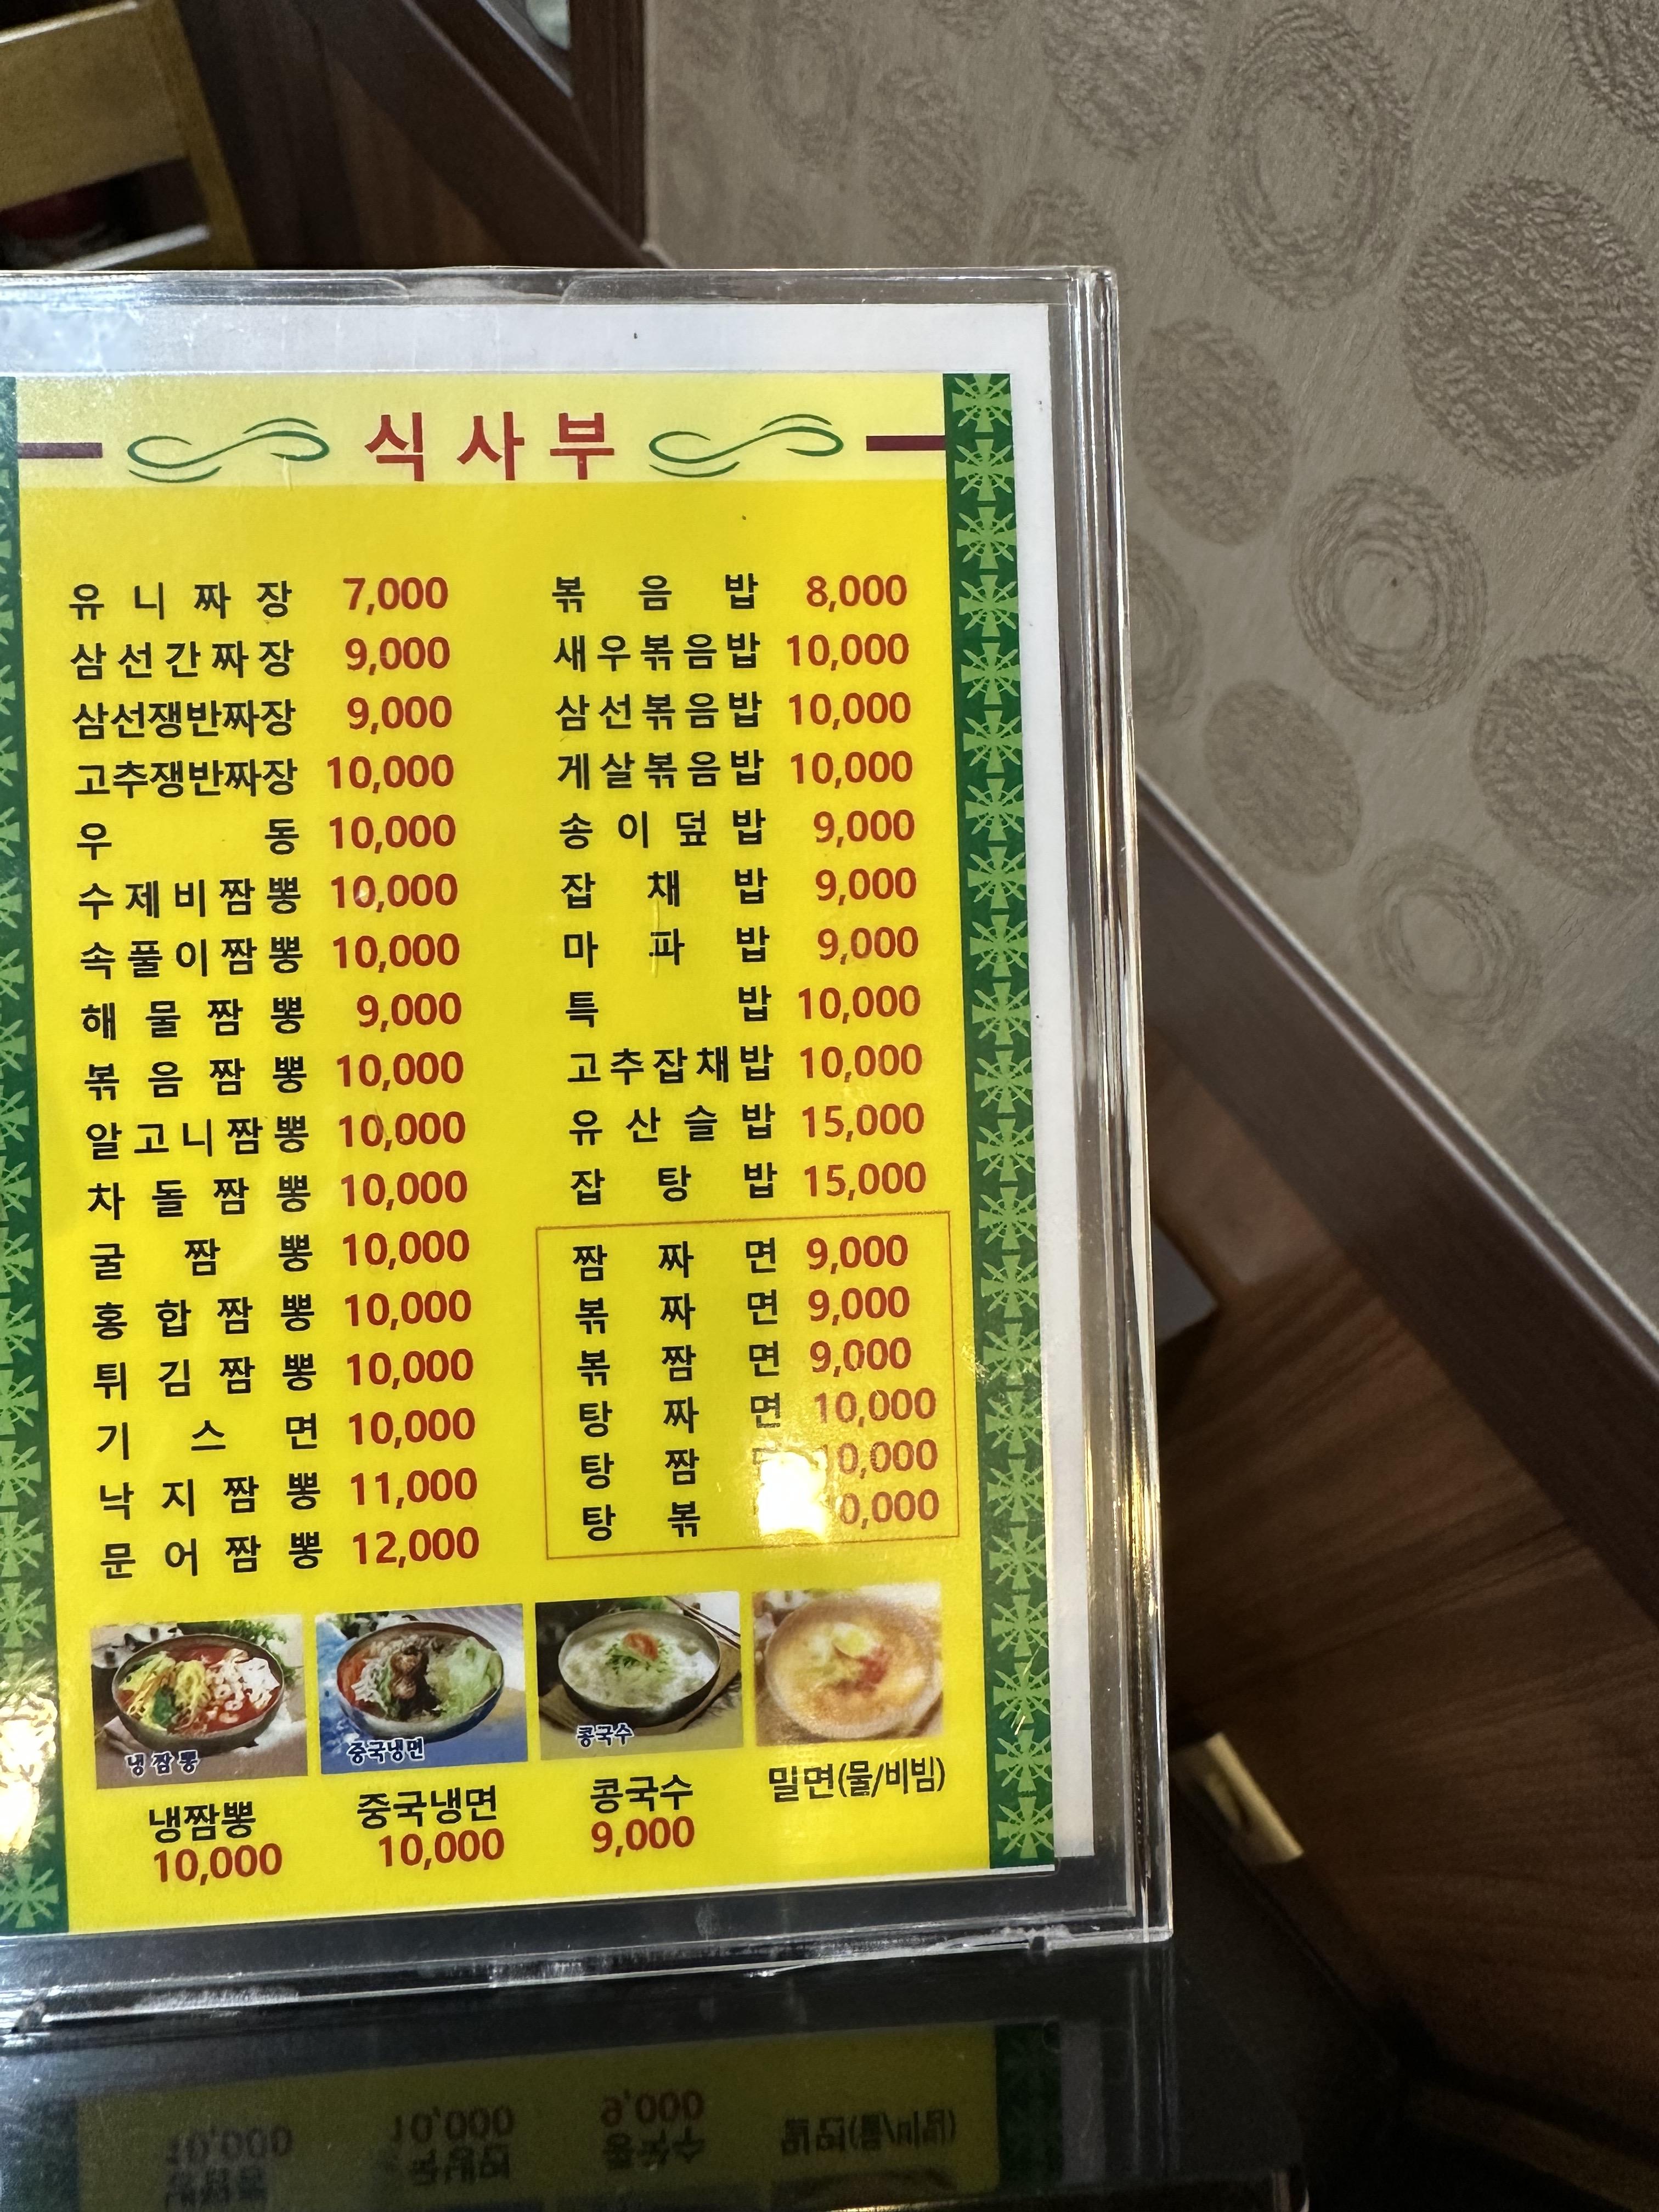 식사부
유니짜장 7,000
삼선간짜장 9,000
삼선쟁반짜장 9,000
고추쟁반짜장 10,000
우동 10,000
수제비짬뽕 10,000
속풀이짬뽕 10,000
해물짬뽕 9,000
볶음짬뽕 10,000
알고니짬뽕 10,000
차돌짬뽕 10,000
굴짬뽕 10,000
홍합짬뽕 10,000
튀김짬뽕 10,000
기스면 10,000
낙지짬뽕 11,000
문어짬뽕 12,000
볶음밥 8,000
새우볶음밥 10,000
삼선볶음밥 10,000
게살볶음밥 10,000
송이덮밥 9,000
잡채밥 9,000
마파밥 9,000
특밥 10,000
고추잡채밥 10,000
유산슬밥 15,000
잡탕밥 15,000
짬짜면 9,000
볶짜면 9,000
볶짬면 9,000
탕짜면 10,000
탕짬
탕볶
냉짬뽕
중국냉면
콩국수
냉짬뽕
10,000
중국냉면
10,000
콩국수
9,000
밀면(물/비빔)